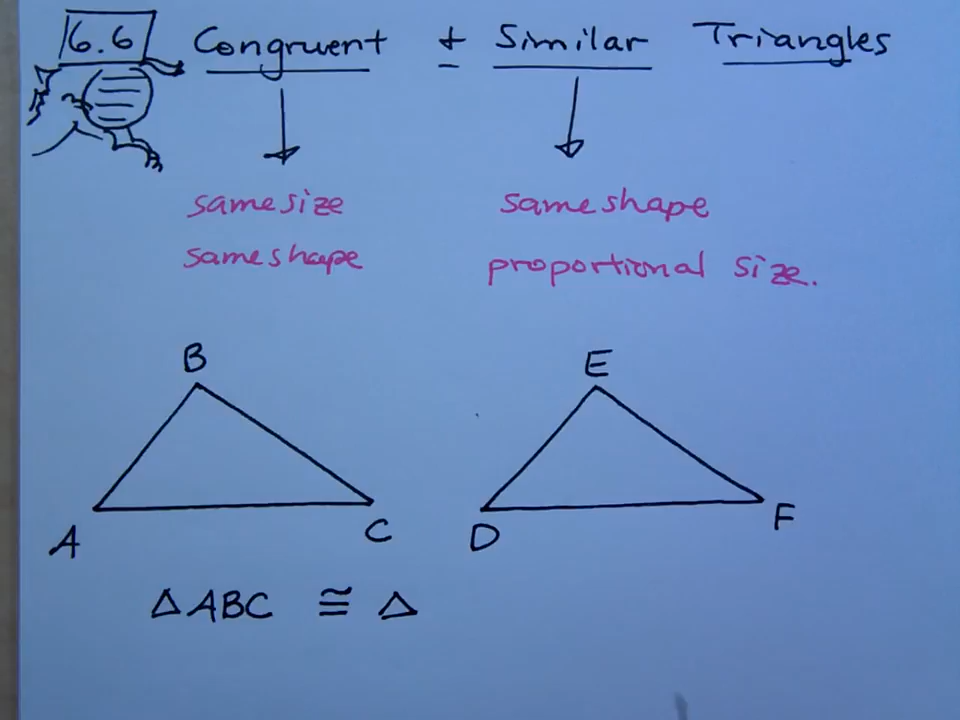 6.6 Congruent + Similar Triangles
same size same shape
same shape proportional size.
B E
A C D F
△ABC ≅ △